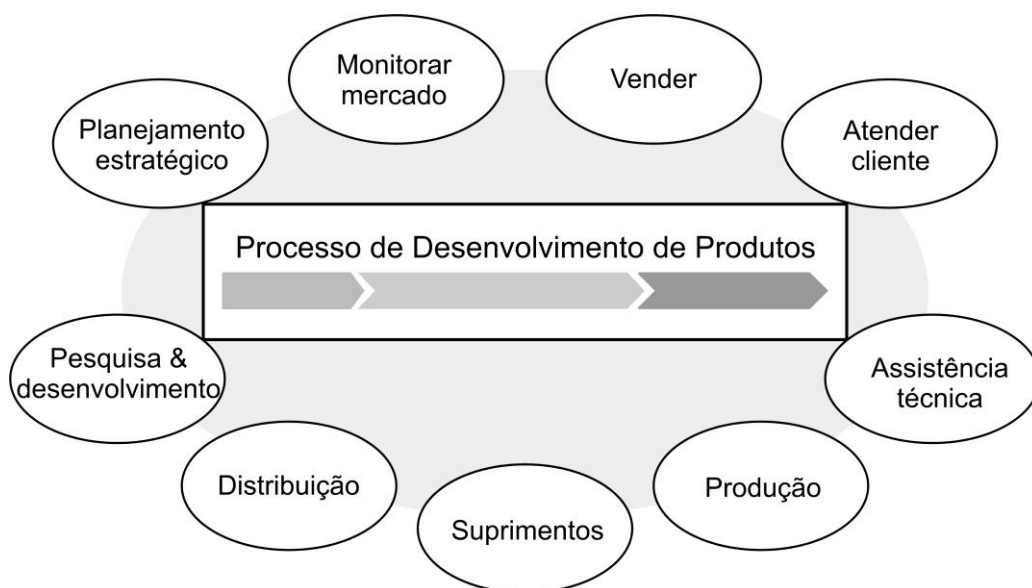 Monitorar
mercado
Vender
Planejamento
estratégico
Atender
cliente
Processo de Desenvolvimento de Produtos
Pesquisa &
desenvolvimento
Assistência
técnica
Distribuição
Produção
Suprimentos